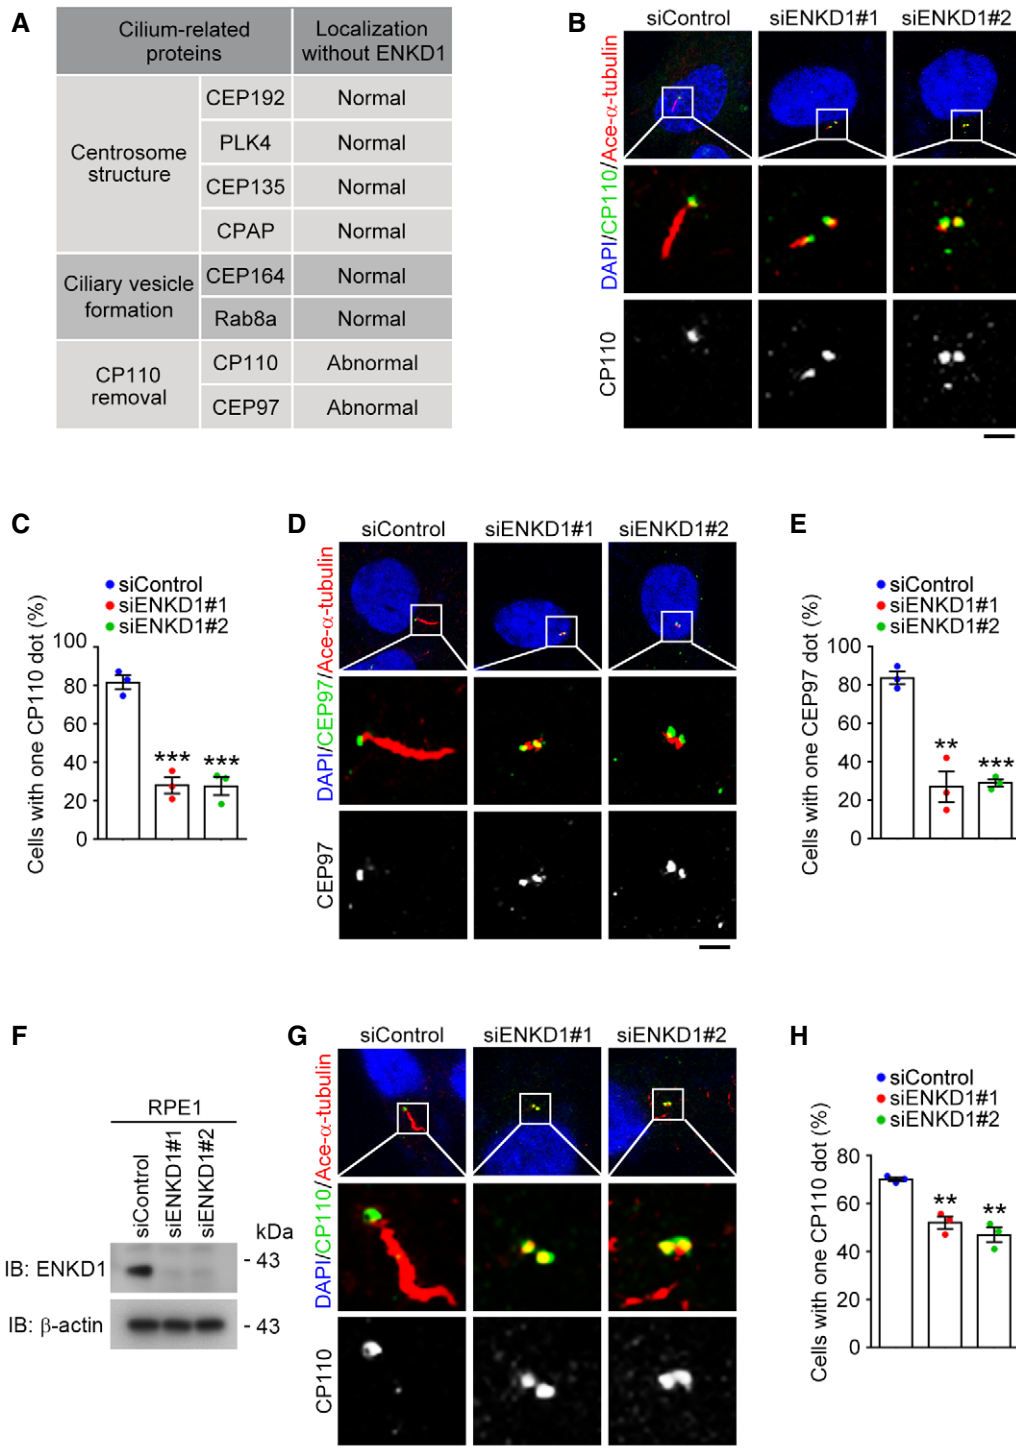 A
Cilium-related proteins
Localization without ENKD1
Centrosome structure
CEP192 Normal
PLK4 Normal
CEP135 Normal
CPAP Normal
Ciliary vesicle formation
CEP164 Normal
Rab8a Normal
CP110 removal
CP110 Abnormal
CEP97 Abnormal
B
siControl siENKD1#1 siENKD1#2
DAPI/CP110/Ace-α-tubulin
CP110
C
siControl
siENKD1#1
siENKD1#2
Cells with one CP110 dot (%)
100
80
60
40
20
0
*** ***
D
siControl siENKD1#1 siENKD1#2
DAPI/CEP97/Ace-α-tubulin
CEP97
E
siControl
siENKD1#1
siENKD1#2
Cells with one CEP97 dot (%)
100
80
60
40
20
0
** ***
F
RPE1
siControl
siENKD1#1
siENKD1#2
kDa
IB: ENKD1 - 43
IB: β-actin - 43
G
siControl siENKD1#1 siENKD1#2
DAPI/CP110/Ace-α-tubulin
CP110
H
siControl
siENKD1#1
siENKD1#2
Cells with one CP110 dot (%)
80
60
40
20
0
** **